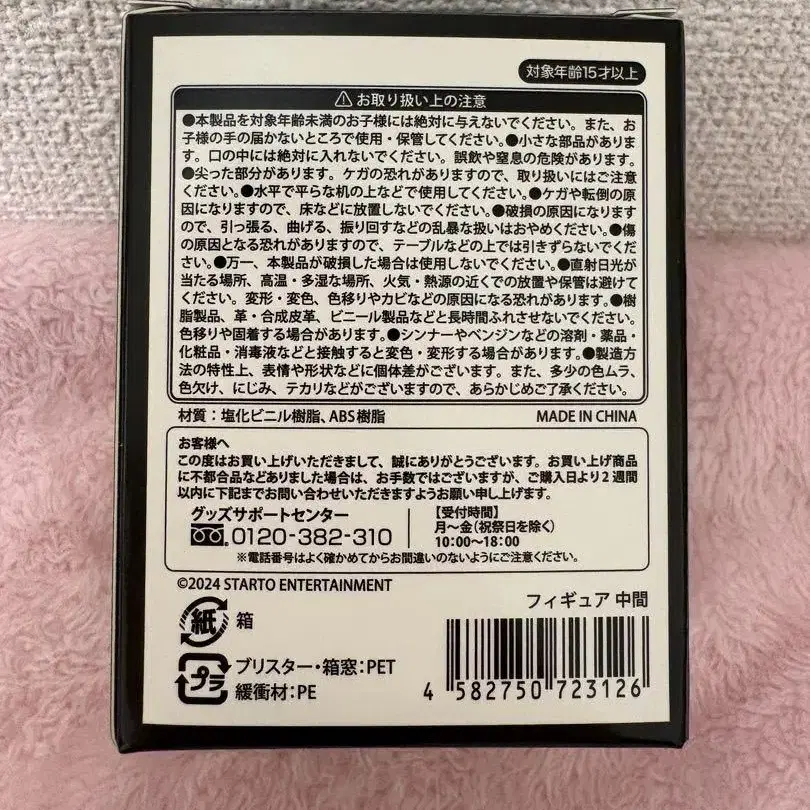 対象年齢15才以上
⚠お取り扱い上の注意
●本製品を対象年齢未満のお子様には絶対に与えないでください。また、お
子様の手の届かないところで使用・保管してください。●小さな部品がありま
す。口の中には絶対に入れないでください。誤飲や窒息の危険があります。
●尖った部分があります。ケガの恐れがありますので、取り扱いにはご注意
ください。●水平で平らな机の上などで使用してください。●ケガや転倒の原
因になりますので、床などに放置しないでください。●破損の原因になります
ので、引っ張る、曲げる、振り回すなどの乱暴な扱いはおやめください。●傷
の原因となる恐れがありますので、テーブルなどの上では引きずらないでくだ
さい。●万一、本製品が破損した場合は使用しないでください。●直射日光が
当たる場所、高温・多湿な場所、火気・熱源の近くでの放置や保管は避けて
ください。変形・変色、色移りやカビなどの原因になる恐れがあります。●樹
脂製品、革・合成皮革、ビニール製品などと長時間ふれさせないでください。
色移りや固着する場合があります。●シンナーやベンジンなどの溶剤・薬品・
化粧品・消毒液などと接触すると変色・変形する場合があります。●製造方
法の特性上、表情や形状などに個体差がございます。また、多少の色ムラ、
色欠け、にじみ、テカリなどがございますので、あらかじめご了承ください。
材質：塩化ビニル樹脂、ABS樹脂 MADE IN CHINA
お客様へ
この度はお買い上げいただきまして、誠にありがとうございます。お買い上げ商品
に不都合品などありました場合は、お手数ではございますが、ご購入日より2週間
以内に下記までお問い合わせいただきますようお願い申し上げます。
グッズサポートセンター
0120-382-310
【受付時間】
月〜金(祝祭日を除く)
10:00〜18:00
※電話番号はよく確かめてからお間違いのないようにご注意ください。
©2024 STARTO ENTERTAINMENT
フィギュア 中間
紙 箱
プラ ブリスター・箱窓:PET
緩衝材:PE
4 582750 723126